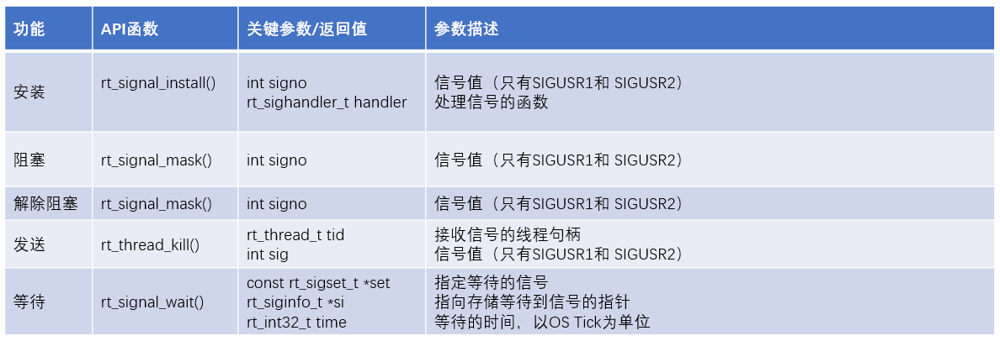 功能 API函数 关键参数/返回值 参数描述
安装 rt_signal_install() int signo 信号值（只有SIGUSR1和 SIGUSR2）
rt_sighandler_t handler 处理信号的函数
阻塞 rt_signal_mask() int signo 信号值（只有SIGUSR1和 SIGUSR2）
解除阻塞 rt_signal_mask() int signo 信号值（只有SIGUSR1和 SIGUSR2）
发送 rt_thread_kill() rt_thread_t tid 接收信号的线程句柄
int sig 信号值（只有SIGUSR1和 SIGUSR2）
等待 rt_signal_wait() const rt_sigset_t *set 指定等待的信号
rt_siginfo_t *si 指向存储等待到信号的指针
rt_int32_t time 等待的时间，以OS Tick为单位